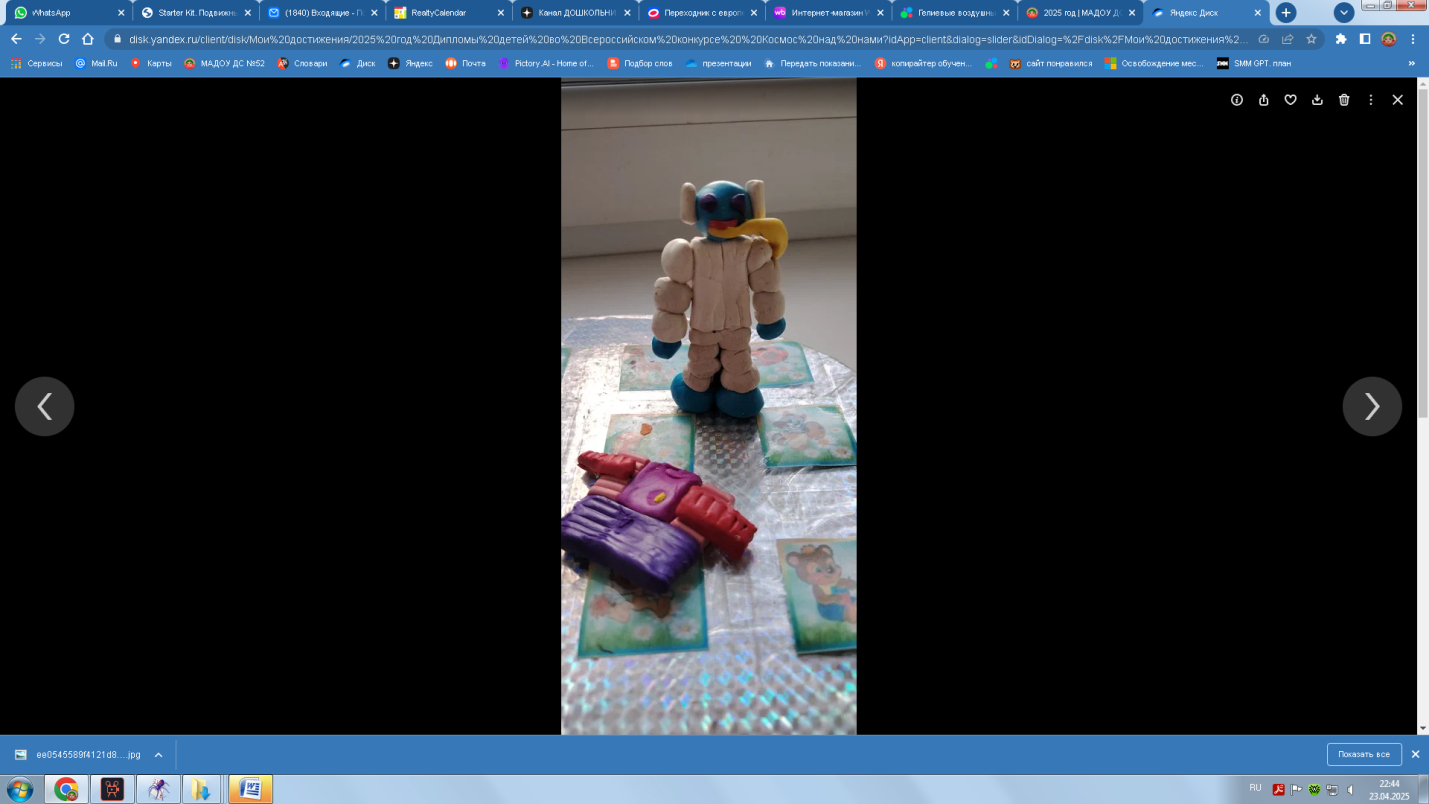 WhatsApp
Starter Kit. Подвижны
(1840) Входящие - П
RealtyCalendar
Канал ДОШКОЛЬНИ
Переходник с европе
Интернет-магазин W
Гелиевые воздушны
2025 год | МАДОУ Д
Яндекс Диск
disk.yandex.ru/client/disk/Мои%20достижения/2025%20год%20Дипломы%20детей%20во%20Всероссийском%20конкурсе%20%20Космос%20над%20нами?idApp=client&dialog=slider&idDialog=%2Fdisk%2FМои%20достижения%2...
Сервисы
Mail.Ru
Карты
МАДОУ ДС №52
Словари
Диск
Яндекс
Почта
Pictory.AI - Home of...
Подбор слов
презентации
Передать показани...
копирайтер обучен...
сайт понравился
Освобождение мес...
SMM GPT. план
»
ee0545589f4121d8....jpg
Показать все
RU
22:44
23.04.2025